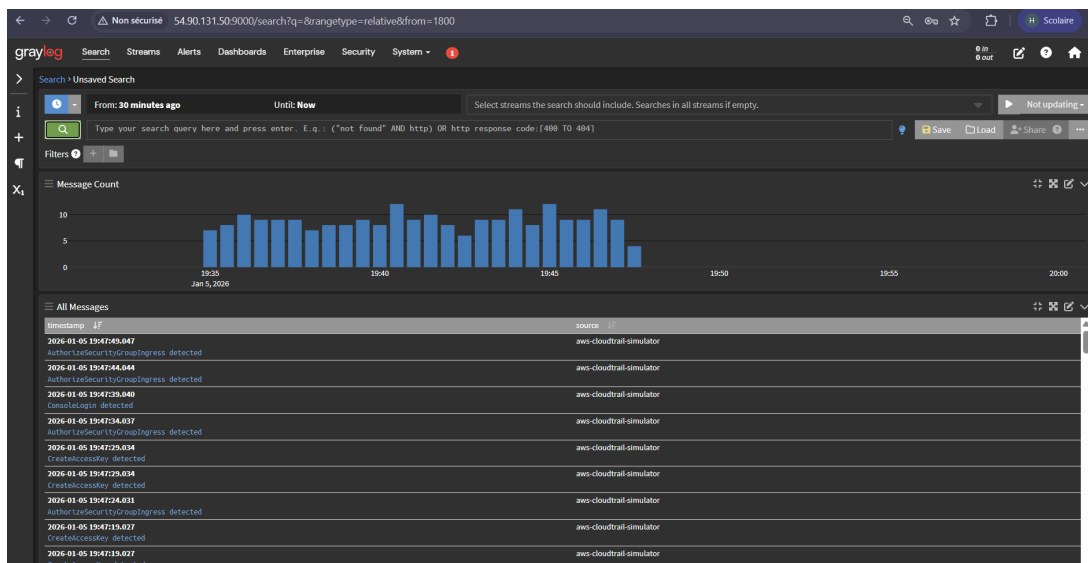 Non sécurisé 54.90.131.50:9000/search?q=&rangetype=relative&from=1800
H Scolaire
graylog Search Streams Alerts Dashboards Enterprise Security System 1 0 in
0 out
Search › Unsaved Search
From: 30 minutes ago Until: Now Select streams the search should include. Searches in all streams if empty. Not updating
Type your search query here and press enter. E.g.: ("not found" AND http) OR http_response_code:[400 TO 404] Save Load Share
Filters
Message Count
10
5
0
19:35 19:40 19:45 19:50 19:55 20:00
Jan 5, 2026
All Messages
timestamp source
2026-01-05 19:47:49.047 aws-cloudtrail-simulator
AuthorizeSecurityGroupIngress detected
2026-01-05 19:47:44.044 aws-cloudtrail-simulator
AuthorizeSecurityGroupIngress detected
2026-01-05 19:47:39.040 aws-cloudtrail-simulator
ConsoleLogin detected
2026-01-05 19:47:34.037 aws-cloudtrail-simulator
AuthorizeSecurityGroupIngress detected
2026-01-05 19:47:29.034 aws-cloudtrail-simulator
CreateAccessKey detected
2026-01-05 19:47:29.034 aws-cloudtrail-simulator
CreateAccessKey detected
2026-01-05 19:47:24.031 aws-cloudtrail-simulator
AuthorizeSecurityGroupIngress detected
2026-01-05 19:47:19.027 aws-cloudtrail-simulator
CreateAccessKey detected
2026-01-05 19:47:19.027 aws-cloudtrail-simulator